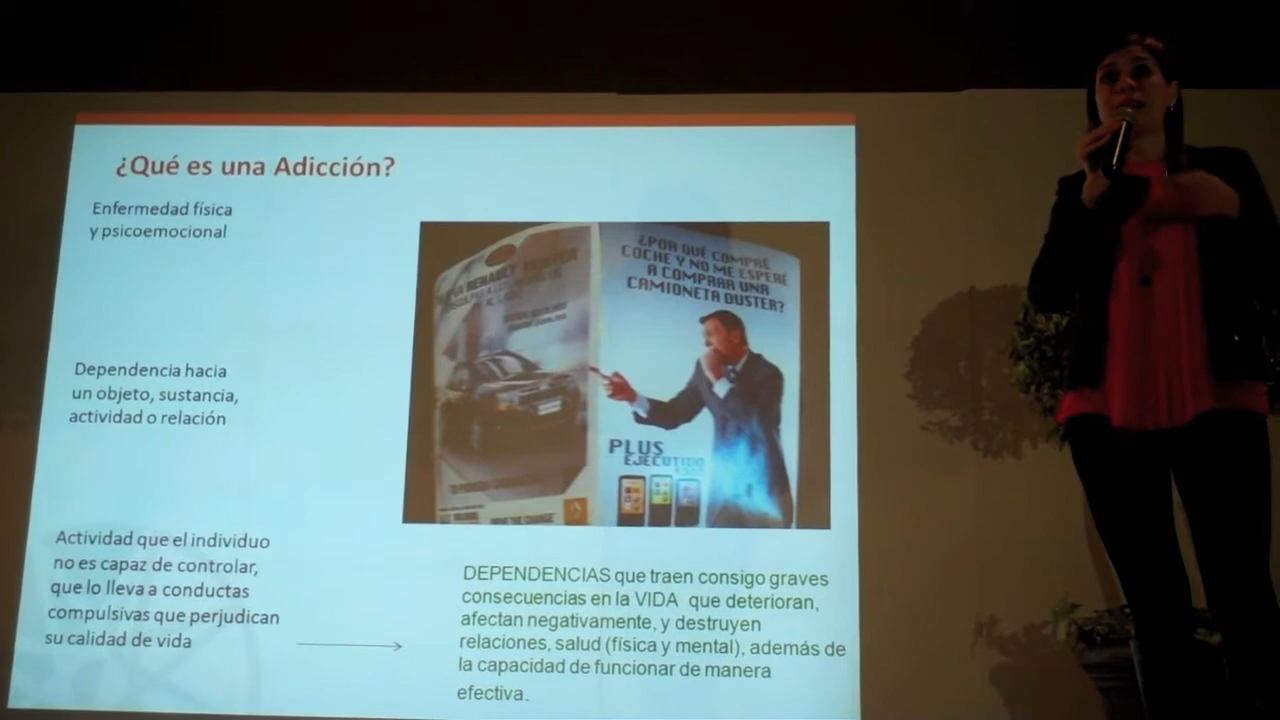 ¿Qué es una Adicción?
Enfermedad física
y psicoemocional
Dependencia hacia
un objeto, sustancia,
actividad o relación
Actividad que el individuo
no es capaz de controlar,
que lo lleva a conductas
compulsivas que perjudican
su calidad de vida
RENAULT DUSTER
¿POR QUÉ COMPRÉ
COCHE Y NO ME ESPERÉ
A COMPRAR UNA
CAMIONETA DUSTER?
PLUS
EJECUTIVO
DEPENDENCIAS que traen consigo graves
consecuencias en la VIDA que deterioran,
afectan negativamente, y destruyen
relaciones, salud (física y mental), además de
la capacidad de funcionar de manera
efectiva.